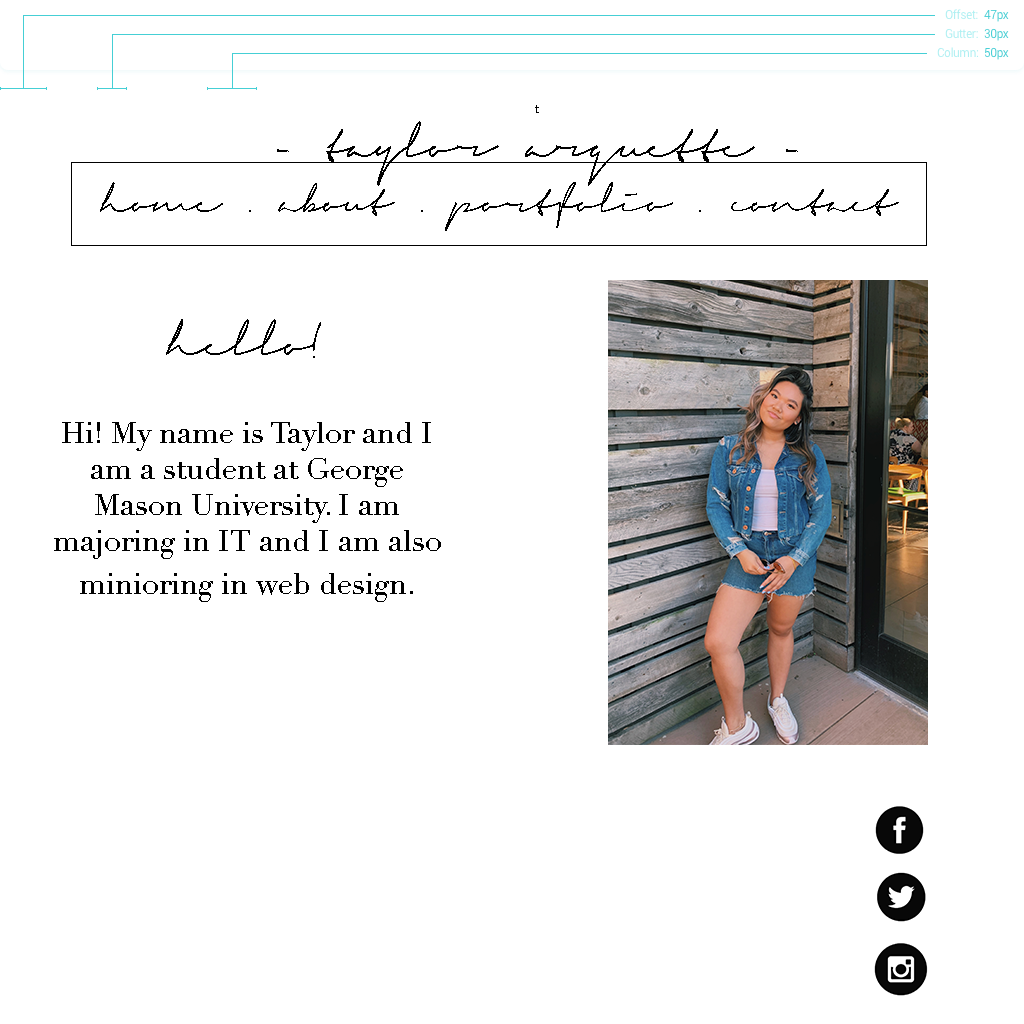 Offset: 47px
Gutter: 30px
Column: 50px
t
- taylor arquette -
home . about . portfolio . contact
hello!
Hi! My name is Taylor and I
am a student at George
Mason University. I am
majoring in IT and I am also
minioring in web design.